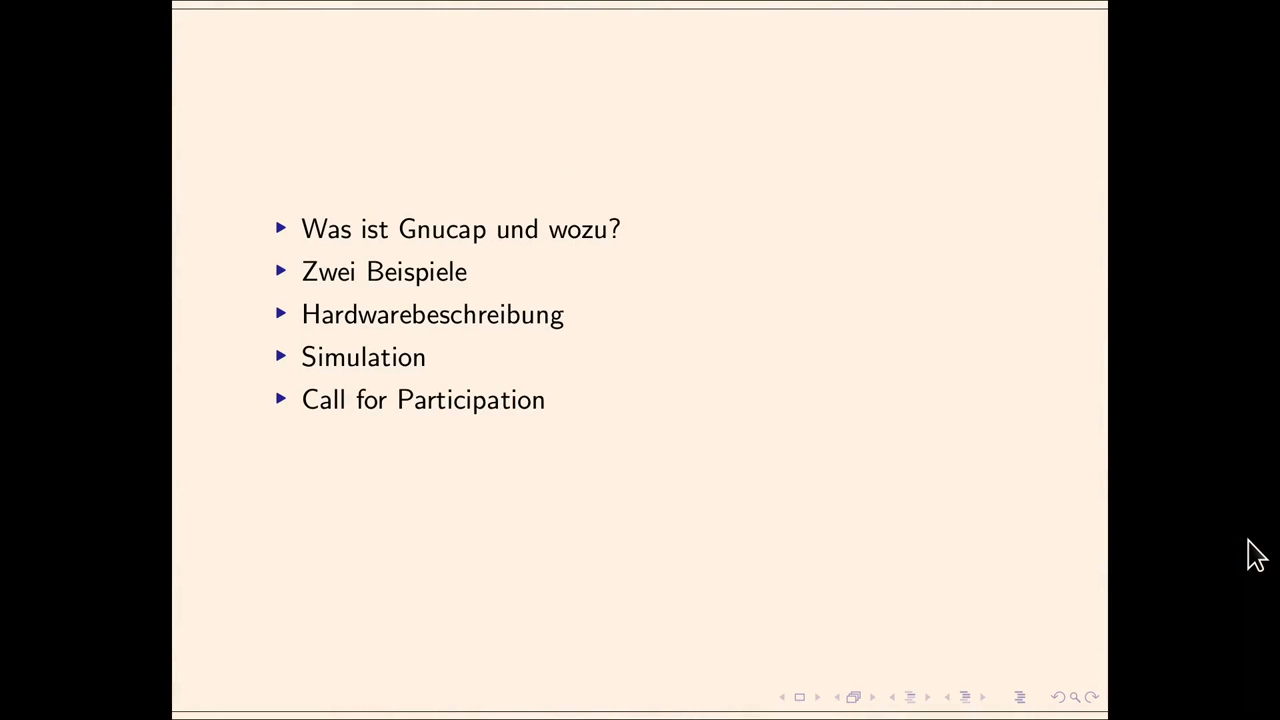 Was ist Gnucap und wozu?
Zwei Beispiele
Hardwarebeschreibung
Simulation
Call for Participation